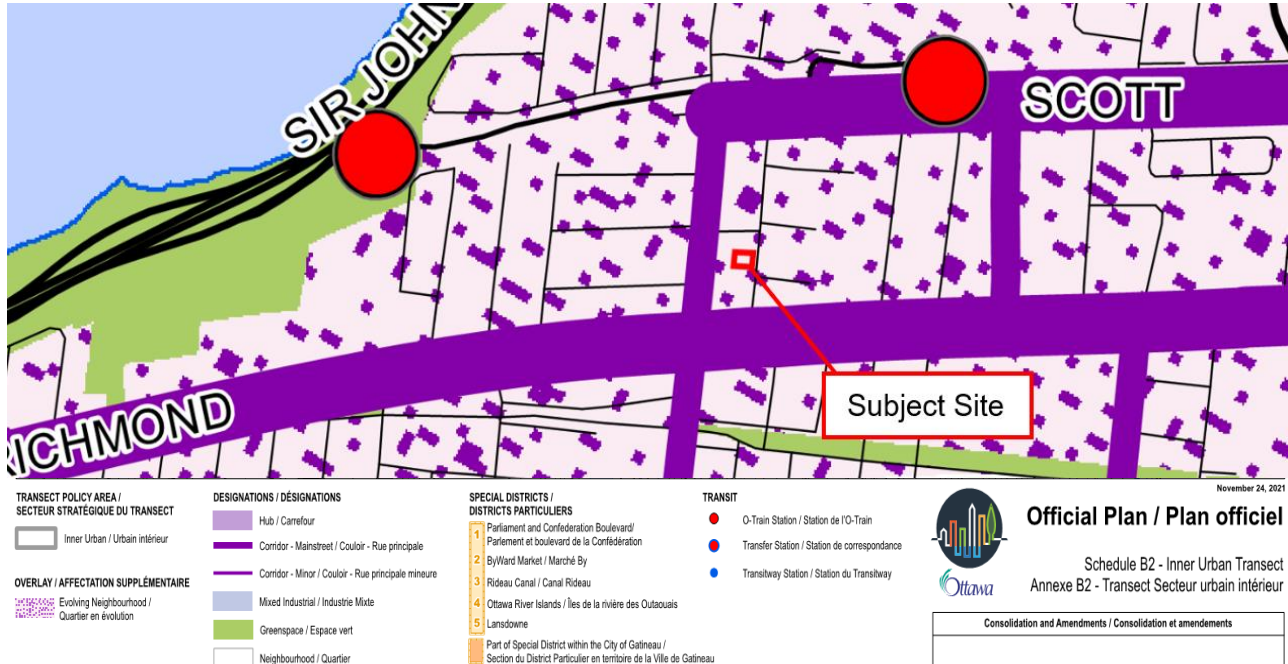 SIR JOHN
SCOTT
Subject Site
RICHMOND
November 24, 2021
TRANSECT POLICY AREA /
SECTEUR STRATÉGIQUE DU TRANSECT
Inner Urban / Urbain intérieur
OVERLAY / AFFECTATION SUPPLÉMENTAIRE
Evolving Neighbourhood /
Quartier en évolution
DESIGNATIONS / DÉSIGNATIONS
Hub / Carrefour
Corridor - Mainstreet / Couloir - Rue principale
Corridor - Minor / Couloir - Rue principale mineure
Mixed Industrial / Industrie Mixte
Greenspace / Espace vert
Neighbourhood / Quartier
SPECIAL DISTRICTS /
DISTRICTS PARTICULIERS
1 Parliament and Confederation Boulevard/
Parlement et boulevard de la Confédération
2 ByWard Market / Marché By
3 Rideau Canal / Canal Rideau
4 Ottawa River Islands / Îles de la rivière des Outaouais
5 Lansdowne
Part of Special District within the City of Gatineau /
Section du District Particulier en territoire de la Ville de Gatineau
TRANSIT
O-Train Station / Station de l'O-Train
Transfer Station / Station de correspondance
Transitway Station / Station du Transitway
Ottawa
Official Plan / Plan officiel
Schedule B2 - Inner Urban Transect
Annexe B2 - Transect Secteur urbain intérieur
Consolidation and Amendments / Consolidation et amendements